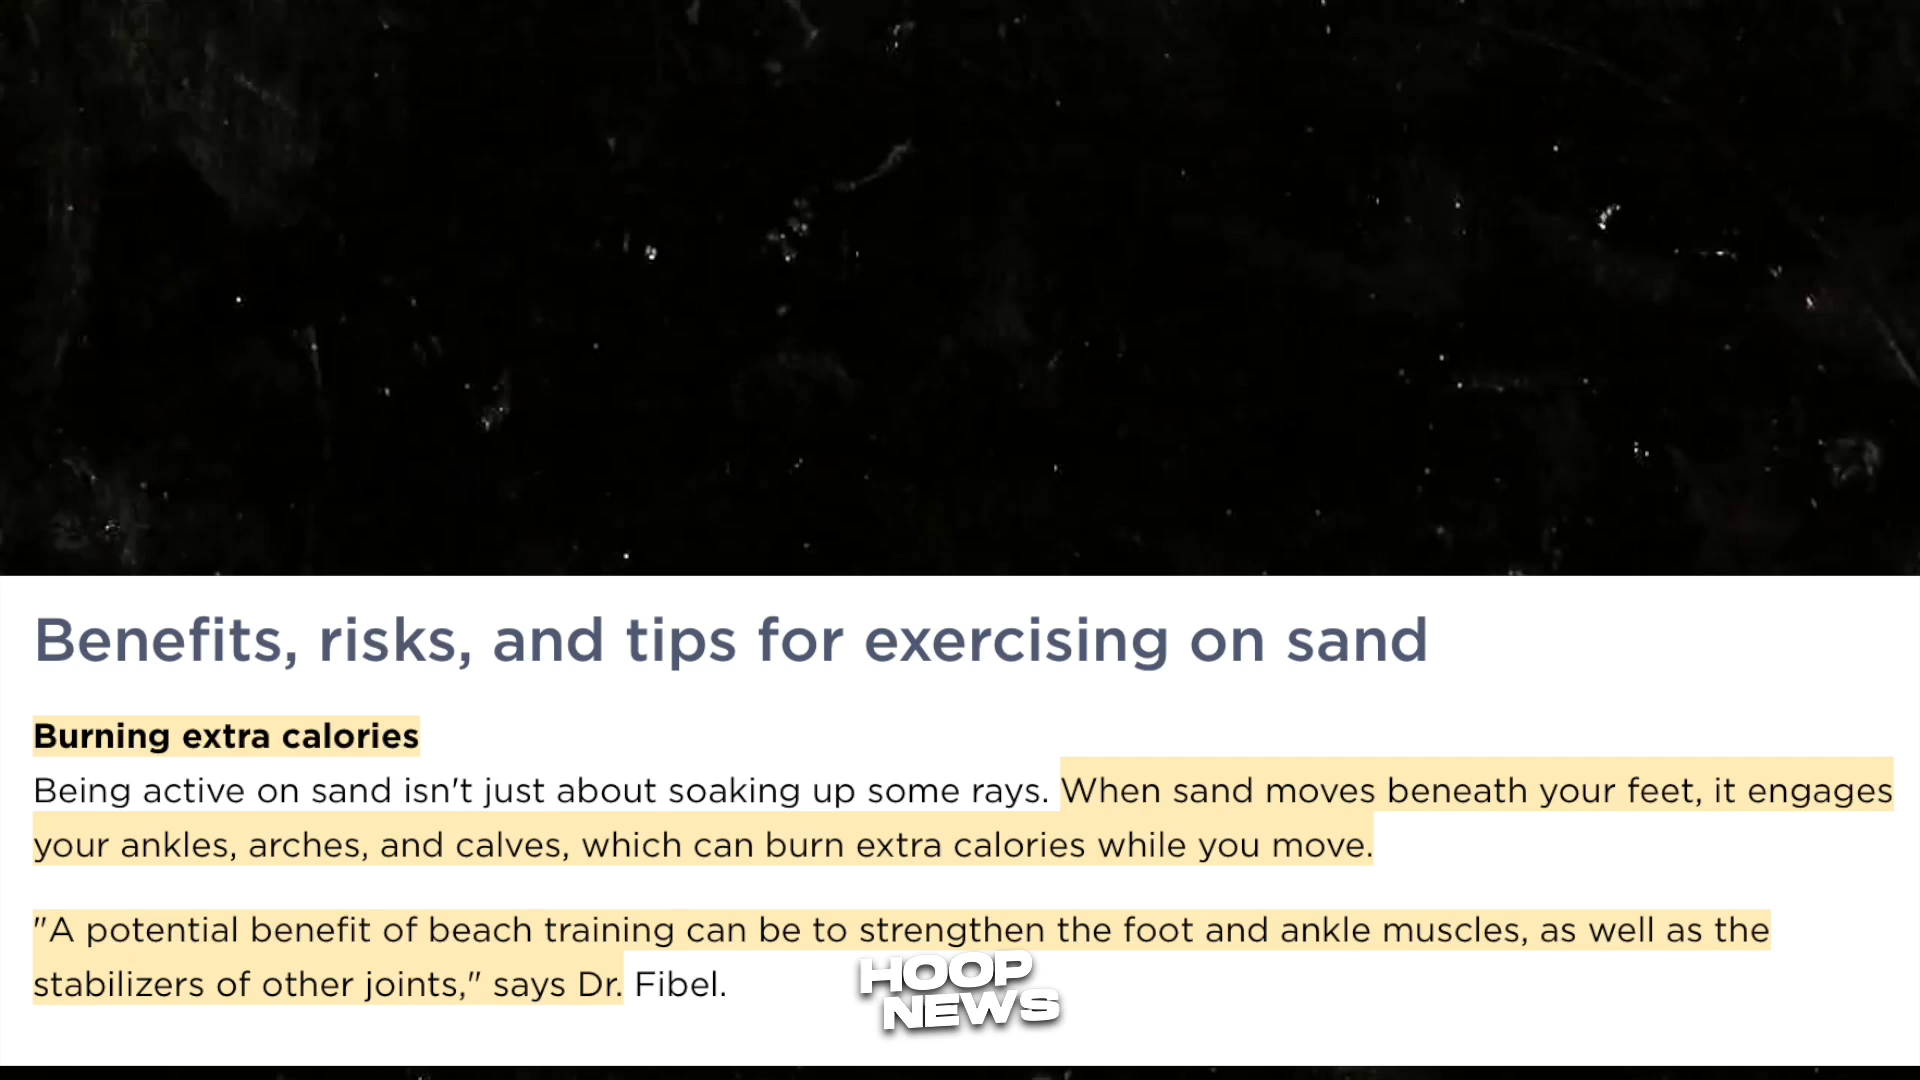 Benefits, risks, and tips for exercising on sand
Burning extra calories
Being active on sand isn't just about soaking up some rays. When sand moves beneath your feet, it engages
your ankles, arches, and calves, which can burn extra calories while you move.
"A potential benefit of beach training can be to strengthen the foot and ankle muscles, as well as the
stabilizers of other joints," says Dr. Fibel.
HOOP
NEWS